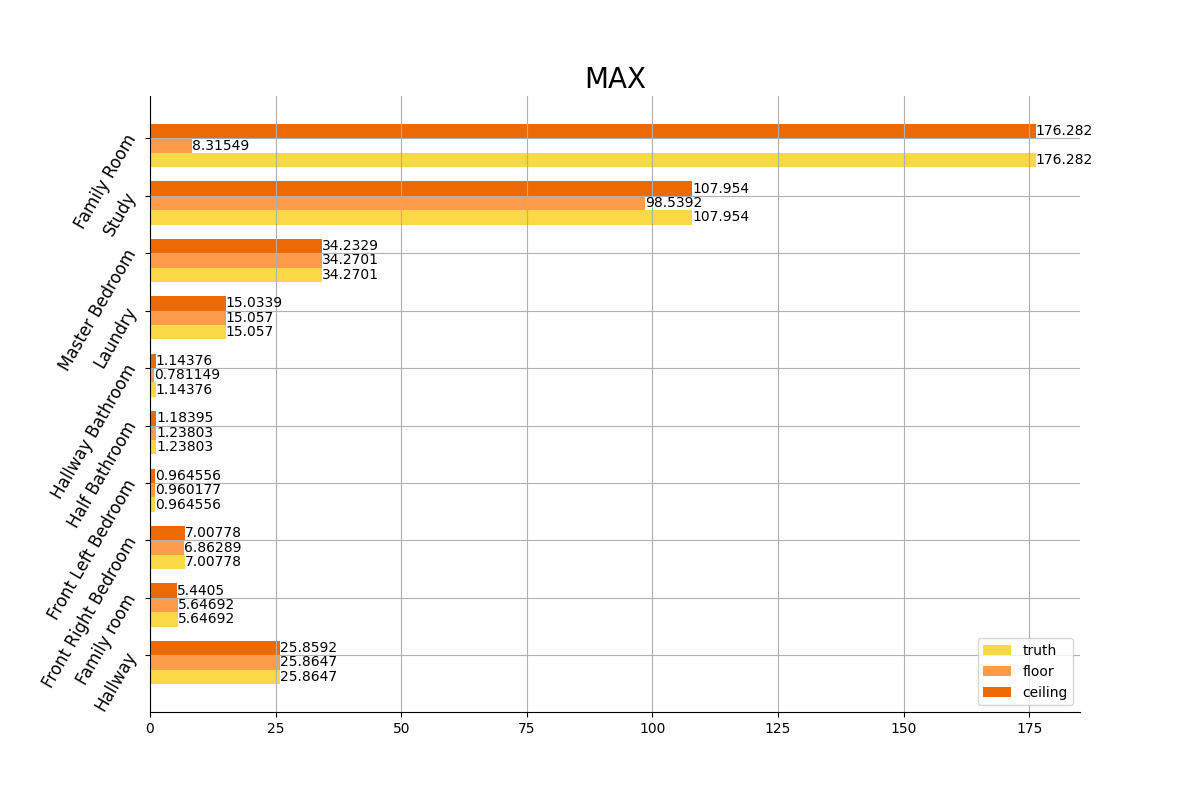 MAX
Family Room
176.282
8.31549
176.282
Study
107.954
98.5392
107.954
Master Bedroom
34.2329
34.2701
34.2701
Laundry
15.0339
15.057
15.057
Hallway Bathroom
1.14376
0.781149
1.14376
Half Bathroom
1.18395
1.23803
1.23803
Front Left Bedroom
0.964556
0.960177
0.964556
Front Right Bedroom
7.00778
6.86289
7.00778
Family room
5.4405
5.64692
5.64692
Hallway
25.8592
25.8647
25.8647
truth
floor
ceiling
0 25 50 75 100 125 150 175